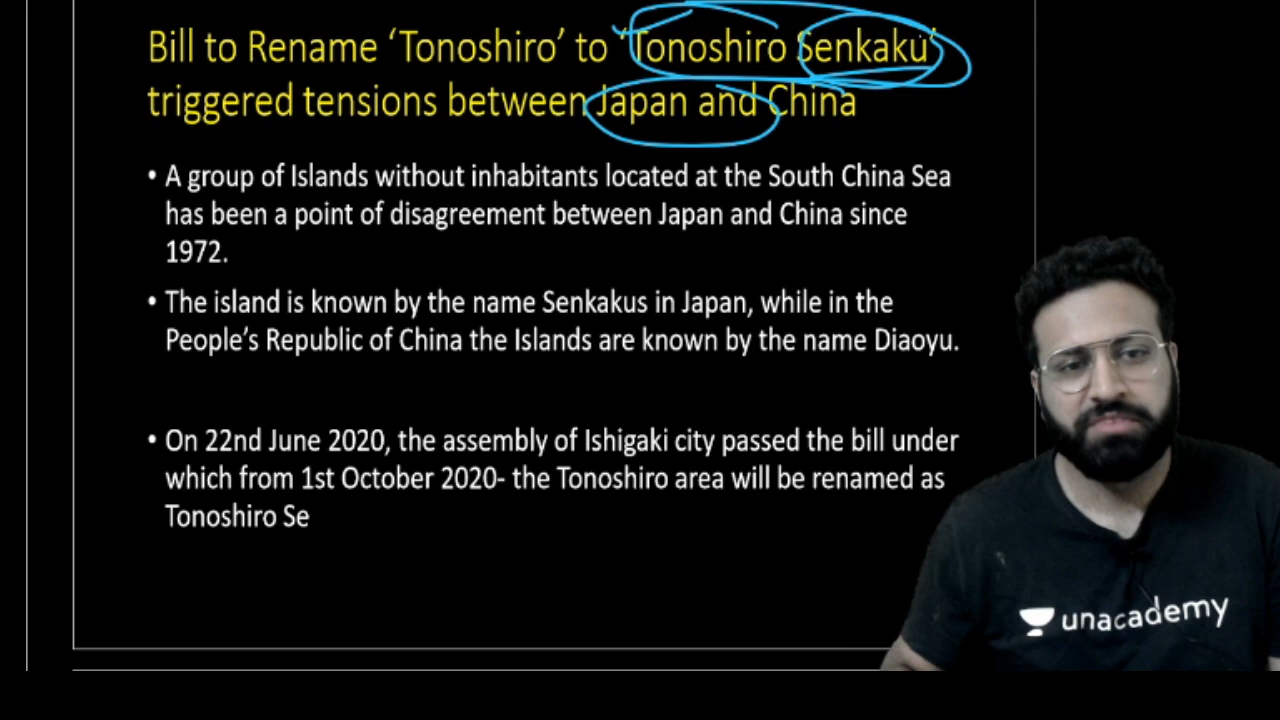 Bill to Rename ‘Tonoshiro’ to ‘Tonoshiro Senkaku’
triggered tensions between Japan and China
• A group of Islands without inhabitants located at the South China Sea
has been a point of disagreement between Japan and China since
1972.
• The island is known by the name Senkakus in Japan, while in the
People’s Republic of China the Islands are known by the name Diaoyu.
• On 22nd June 2020, the assembly of Ishigaki city passed the bill under
which from 1st October 2020- the Tonoshiro area will be renamed as
Tonoshiro Se
unacademy